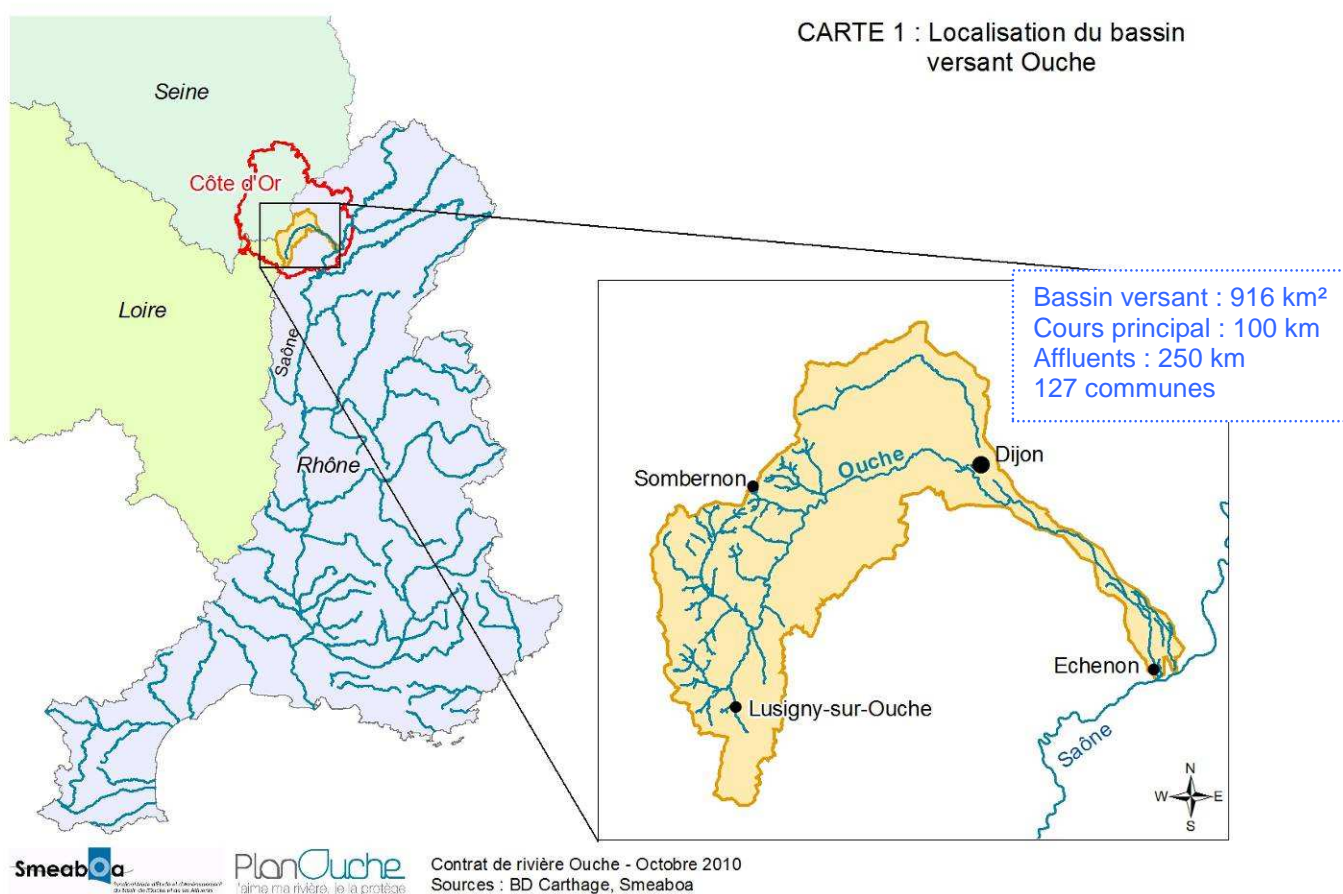 CARTE 1 : Localisation du bassin
versant Ouche
Seine
Côte d'Or
Loire
Saône
Rhône
Bassin versant : 916 km²
Cours principal : 100 km
Affluents : 250 km
127 communes
Sombernon
Ouche
Dijon
Echenon
Lusigny-sur-Ouche
Saône
N
W E
S
Smeaboa
PlanOuche
j'aime ma rivière, je la protège
Contrat de rivière Ouche - Octobre 2010
Sources : BD Carthage, Smeaboa